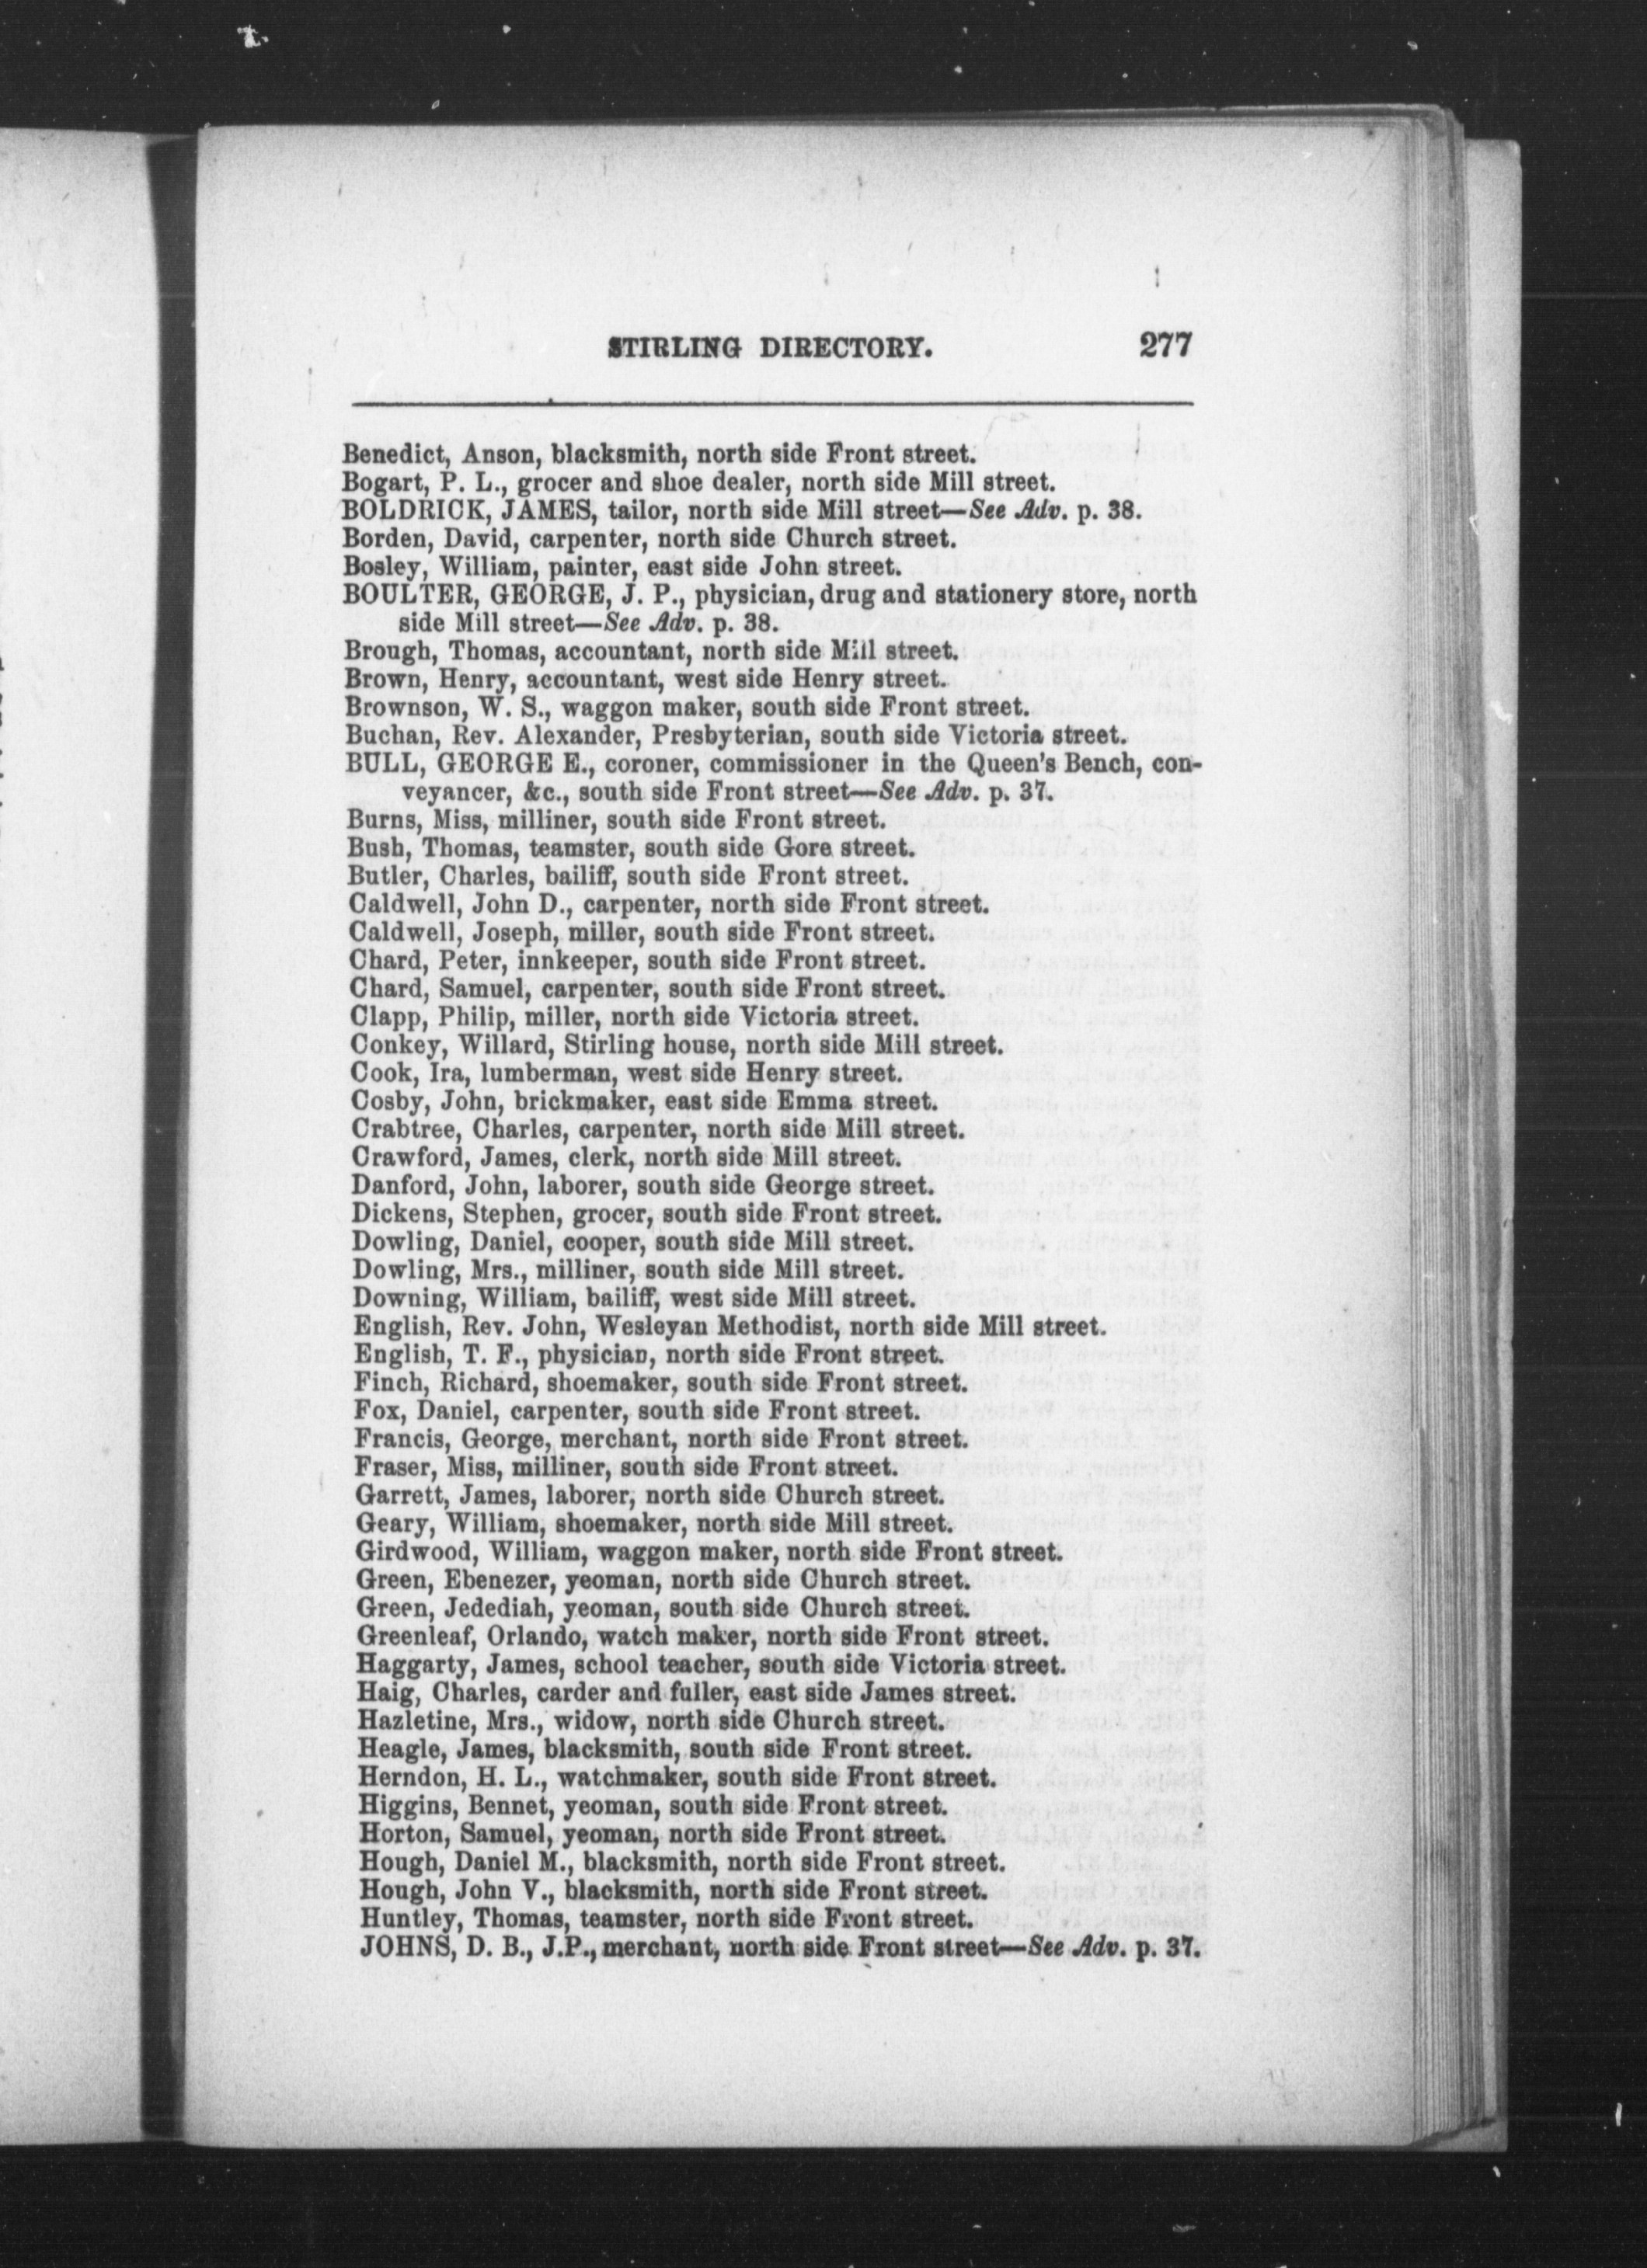 STIRLING DIRECTORY. 277
Benedict, Anson, blacksmith, north side Front street.
Bogart, P. L., grocer and shoe dealer, north side Mill street.
BOLDRICK, JAMES, tailor, north side Mill street—See Adv. p. 38.
Borden, David, carpenter, north side Church street.
Bosley, William, painter, east side John street.
BOULTER, GEORGE, J. P., physician, drug and stationery store, north
side Mill street—See Adv. p. 38.
Brough, Thomas, accountant, north side Mill street.
Brown, Henry, accountant, west side Henry street.
Brownson, W. S., waggon maker, south side Front street.
Buchan, Rev. Alexander, Presbyterian, south side Victoria street.
BULL, GEORGE E., coroner, commissioner in the Queen's Bench, con-
veyancer, &c., south side Front street—See Adv. p. 37.
Burns, Miss, milliner, south side Front street.
Bush, Thomas, teamster, south side Gore street.
Butler, Charles, bailiff, south side Front street.
Caldwell, John D., carpenter, north side Front street.
Caldwell, Joseph, miller, south side Front street.
Chard, Peter, innkeeper, south side Front street.
Chard, Samuel, carpenter, south side Front street.
Clapp, Philip, miller, north side Victoria street.
Conkey, Willard, Stirling house, north side Mill street.
Cook, Ira, lumberman, west side Henry street.
Cosby, John, brickmaker, east side Emma street.
Crabtree, Charles, carpenter, north side Mill street.
Crawford, James, clerk, north side Mill street.
Danford, John, laborer, south side George street.
Dickens, Stephen, grocer, south side Front street.
Dowling, Daniel, cooper, south side Mill street.
Dowling, Mrs., milliner, south side Mill street.
Downing, William, bailiff, west side Mill street.
English, Rev. John, Wesleyan Methodist, north side Mill street.
English, T. F., physician, north side Front street.
Finch, Richard, shoemaker, south side Front street.
Fox, Daniel, carpenter, south side Front street.
Francis, George, merchant, north side Front street.
Fraser, Miss, milliner, south side Front street.
Garrett, James, laborer, north side Church street.
Geary, William, shoemaker, north side Mill street.
Girdwood, William, waggon maker, north side Front street.
Green, Ebenezer, yeoman, north side Church street.
Green, Jedediah, yeoman, south side Church street.
Greenleaf, Orlando, watch maker, north side Front street.
Haggarty, James, school teacher, south side Victoria street.
Haig, Charles, carder and fuller, east side James street.
Hazletine, Mrs., widow, north side Church street.
Heagle, James, blacksmith, south side Front street.
Herndon, H. L., watchmaker, south side Front street.
Higgins, Bennet, yeoman, south side Front street.
Horton, Samuel, yeoman, north side Front street.
Hough, Daniel M., blacksmith, north side Front street.
Hough, John V., blacksmith, north side Front street.
Huntley, Thomas, teamster, north side Front street.
JOHNS, D. B., J.P., merchant, north side Front street—See Adv. p. 37.